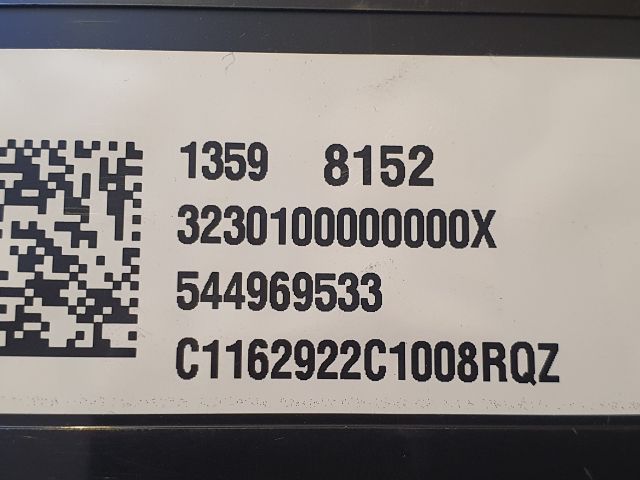 1359 8152
3230100000000X
544969533
C1162922C1008RQZ